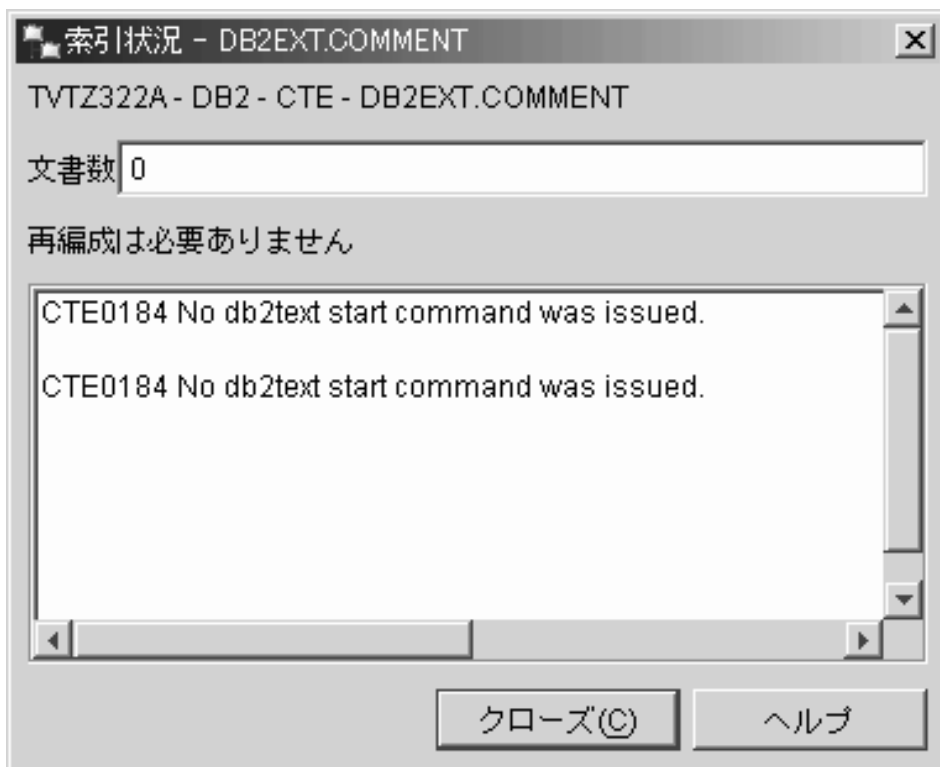 索引状況 - DB2EXT.COMMENT
TVTZ322A - DB2 - CTE - DB2EXT.COMMENT
文書数 0
再編成は必要ありません
CTE0184 No db2text start command was issued.
CTE0184 No db2text start command was issued.
クローズ(C) ヘルプ